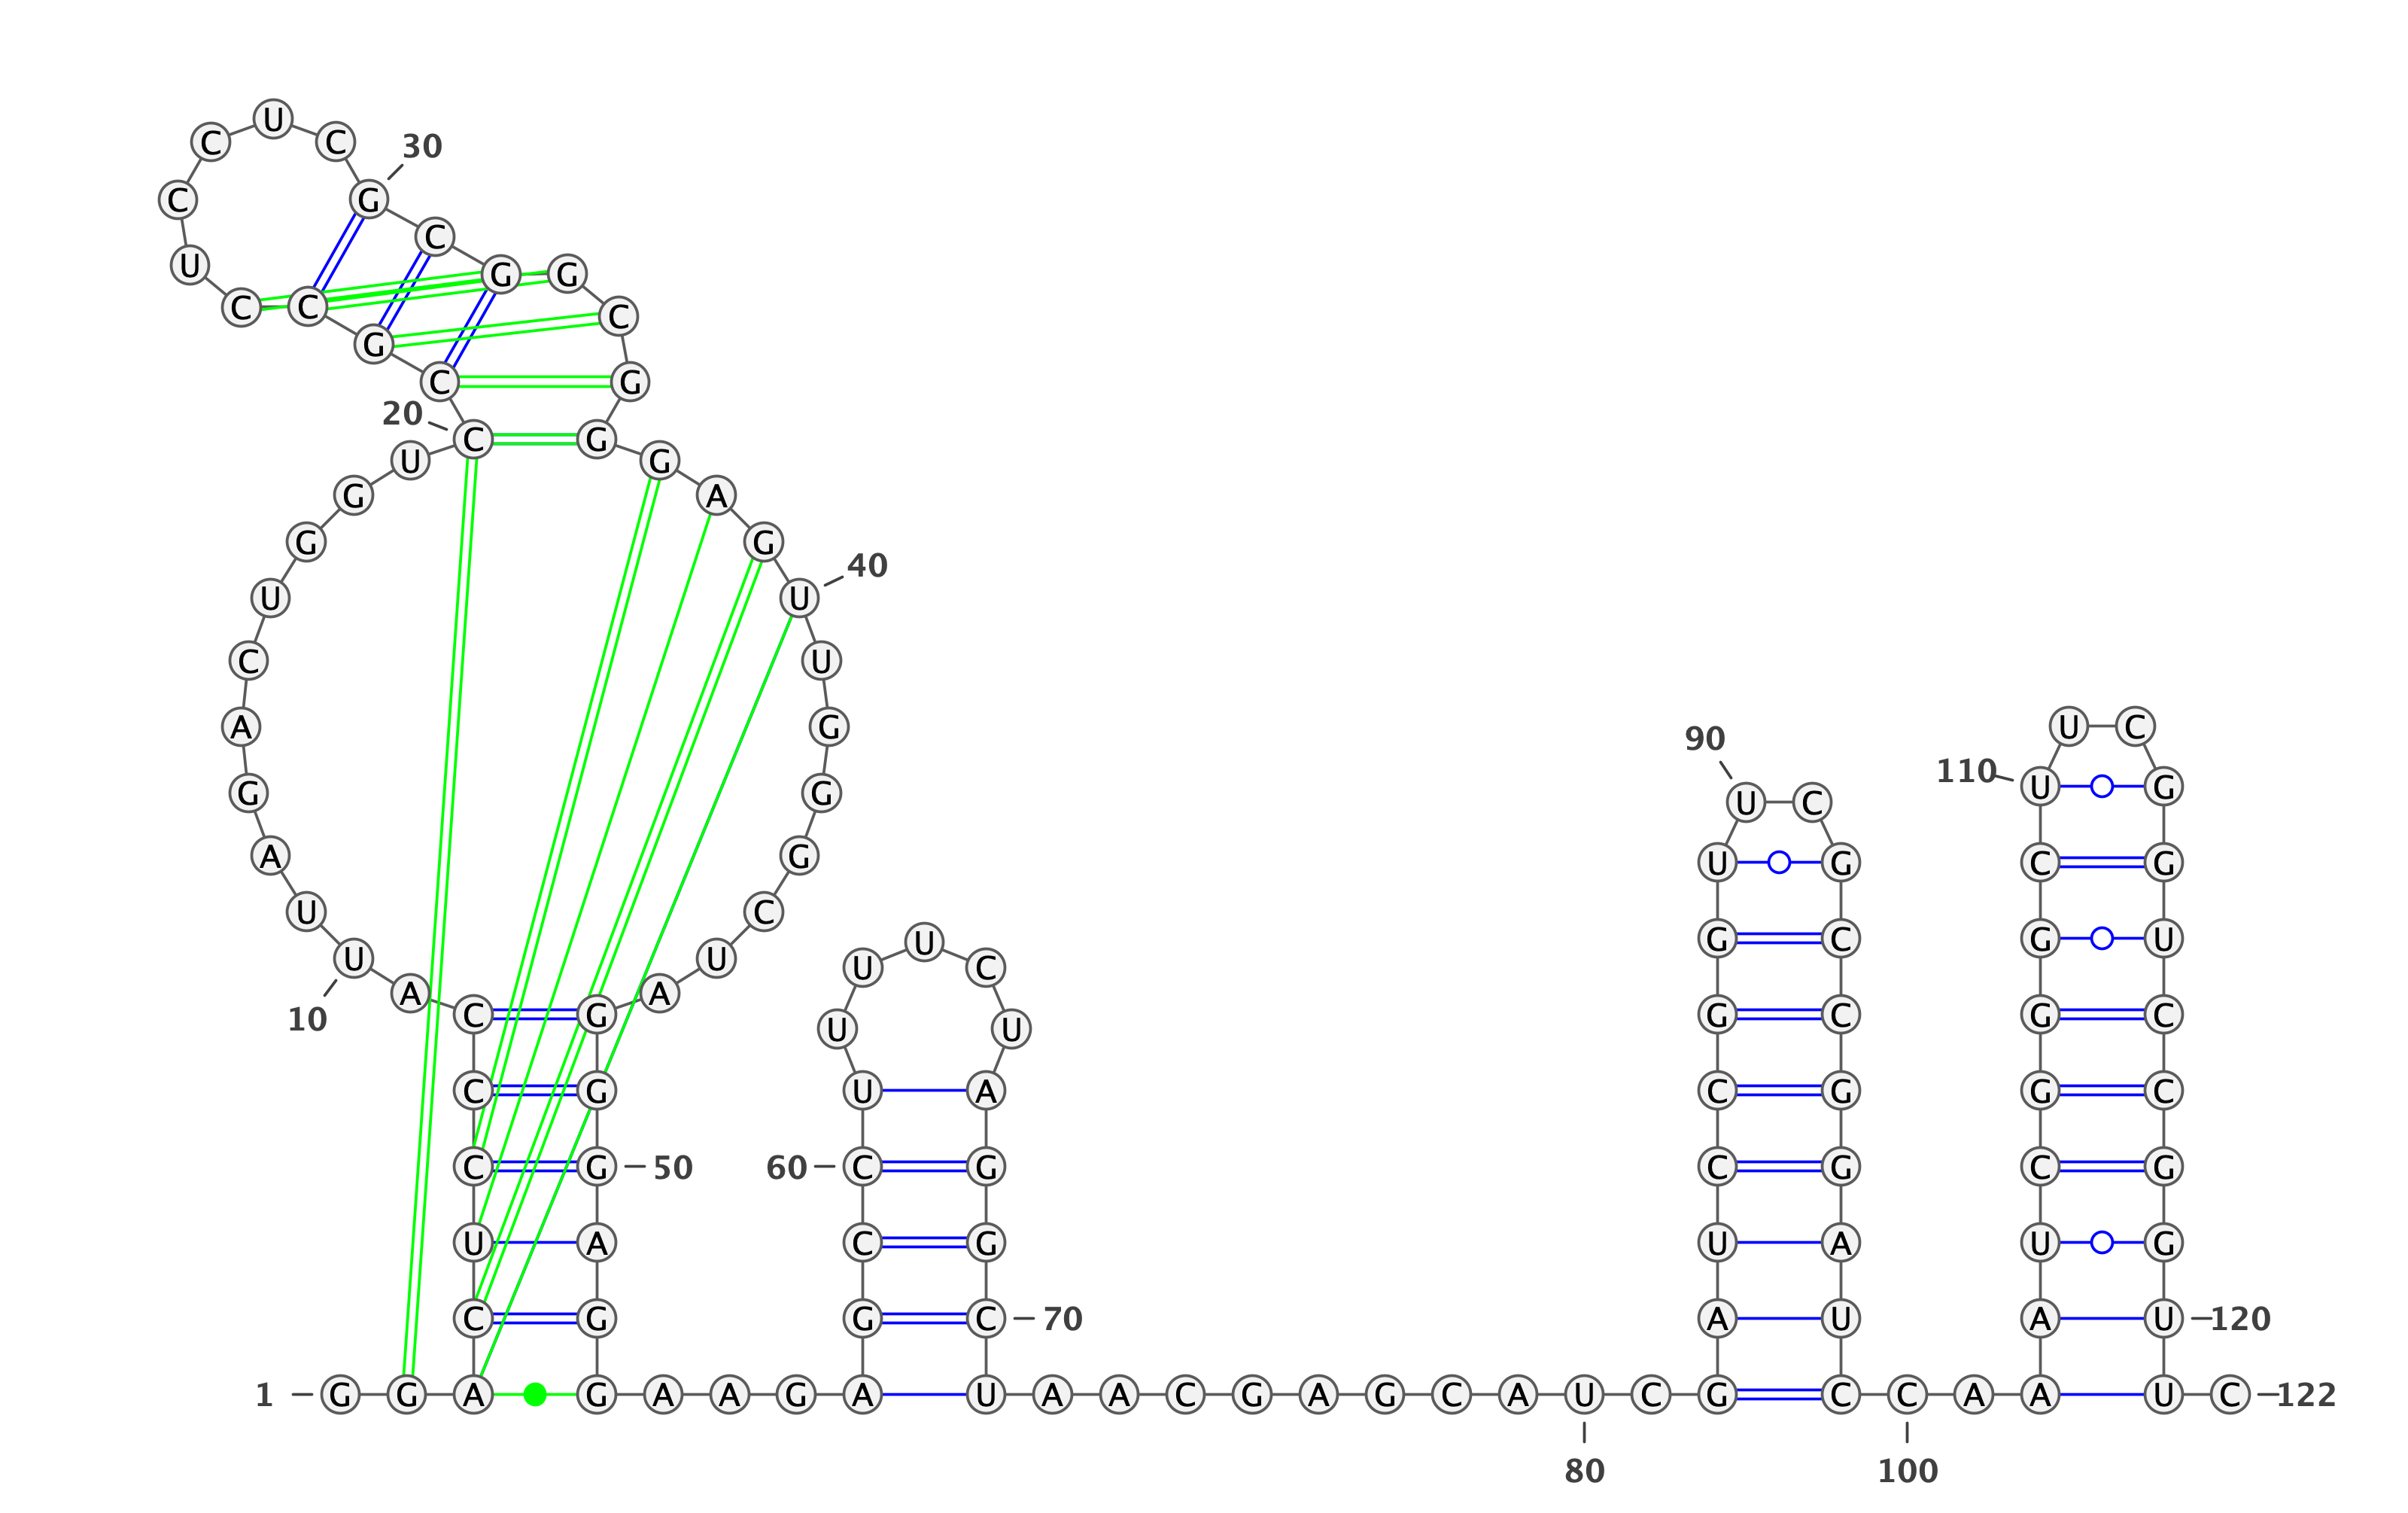 U
C C 30
C G
C
U G G
C C C
G
C G
20
C G
U G
G A
G G
40
U U
C U
A G U C
90
110
G G U G
U C
A G U G C G
U C
U G C G U
U U
A A
C G G C G C
10 U U
C G U A C G G C
C G 50 60 C G C G C G
U A C G U A U G
C G G C 70 A U A U 120
1 G G A G A A G A U A A C G A G C A U C G C C A A U C 122
80 100